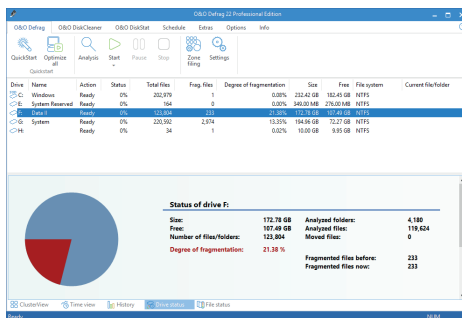 O&O Defrag 22 Professional Edition
O&O Defrag O&O DiskCleaner O&O DiskStat Schedule Extras Options Info
QuickStart Optimize all Analysis Start Pause Stop Zone filing Settings
Quickstart
Drive Name Action Status Total files Frag. files Degree of fragmentation Size Free File system Current file/folder
C: Windows Ready 0% 202,979 1 0.08% 232.42 GB 182.45 GB NTFS
E: System Reserved Ready 0% 164 0 0.00% 349.00 MB 276.00 MB NTFS
F: Data II Ready 0% 123,804 233 21.38% 172.78 GB 107.49 GB NTFS
G: System Ready 0% 220,592 2,974 13.35% 194.96 GB 72.27 GB NTFS
H: Ready 0% 34 1 0.02% 10.00 GB 9.95 GB NTFS
Status of drive F:
Size: 172.78 GB Analyzed folders: 4,180
Free: 107.49 GB Analyzed files: 119,624
Number of files/folders: 123,804 Moved files: 0
Degree of fragmentation: 21.38 %
Fragmented files before: 233
Fragmented files now: 233
ClusterView Time view History Drive status File status
Ready NUM